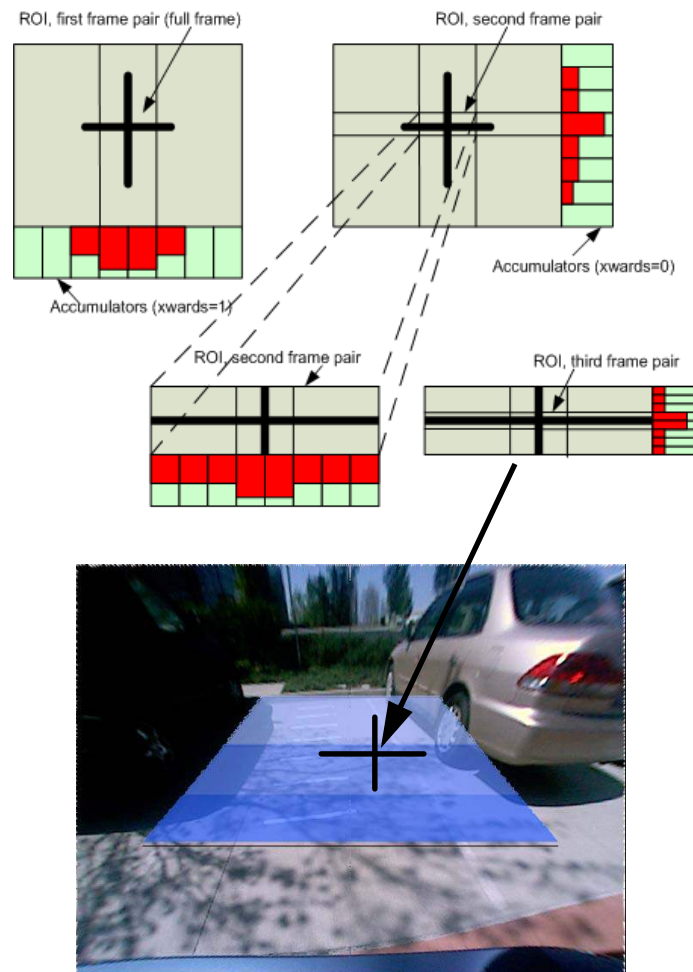 ROI, first frame pair (full frame)
ROI, second frame pair
Accumulators (xwards=1)
Accumulators (xwards=0)
ROI, second frame pair
ROI, third frame pair